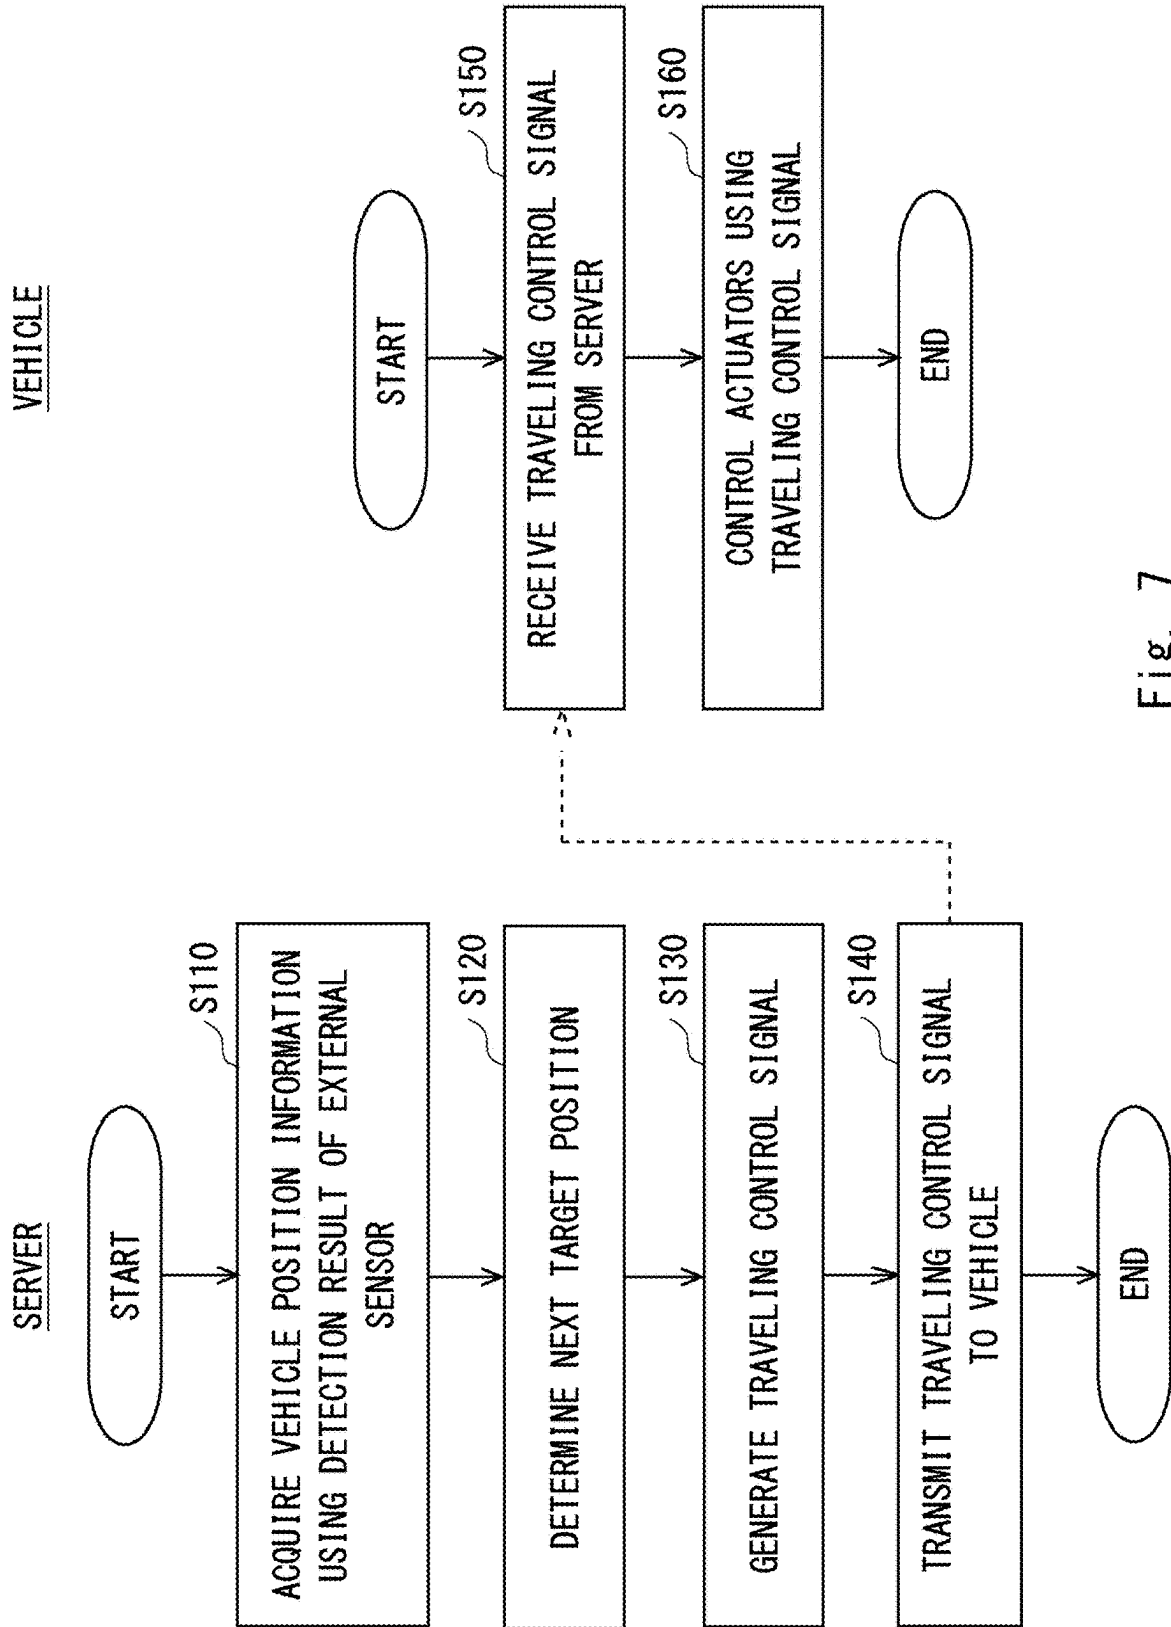 SERVER
START
S110
ACQUIRE VEHICLE POSITION INFORMATION
USING DETECTION RESULT OF EXTERNAL
SENSOR
S120
DETERMINE NEXT TARGET POSITION
S130
GENERATE TRAVELING CONTROL SIGNAL
S140
TRANSMIT TRAVELING CONTROL SIGNAL
TO VEHICLE
END
VEHICLE
START
S150
RECEIVE TRAVELING CONTROL SIGNAL
FROM SERVER
S160
CONTROL ACTUATORS USING
TRAVELING CONTROL SIGNAL
END
Fig. 7